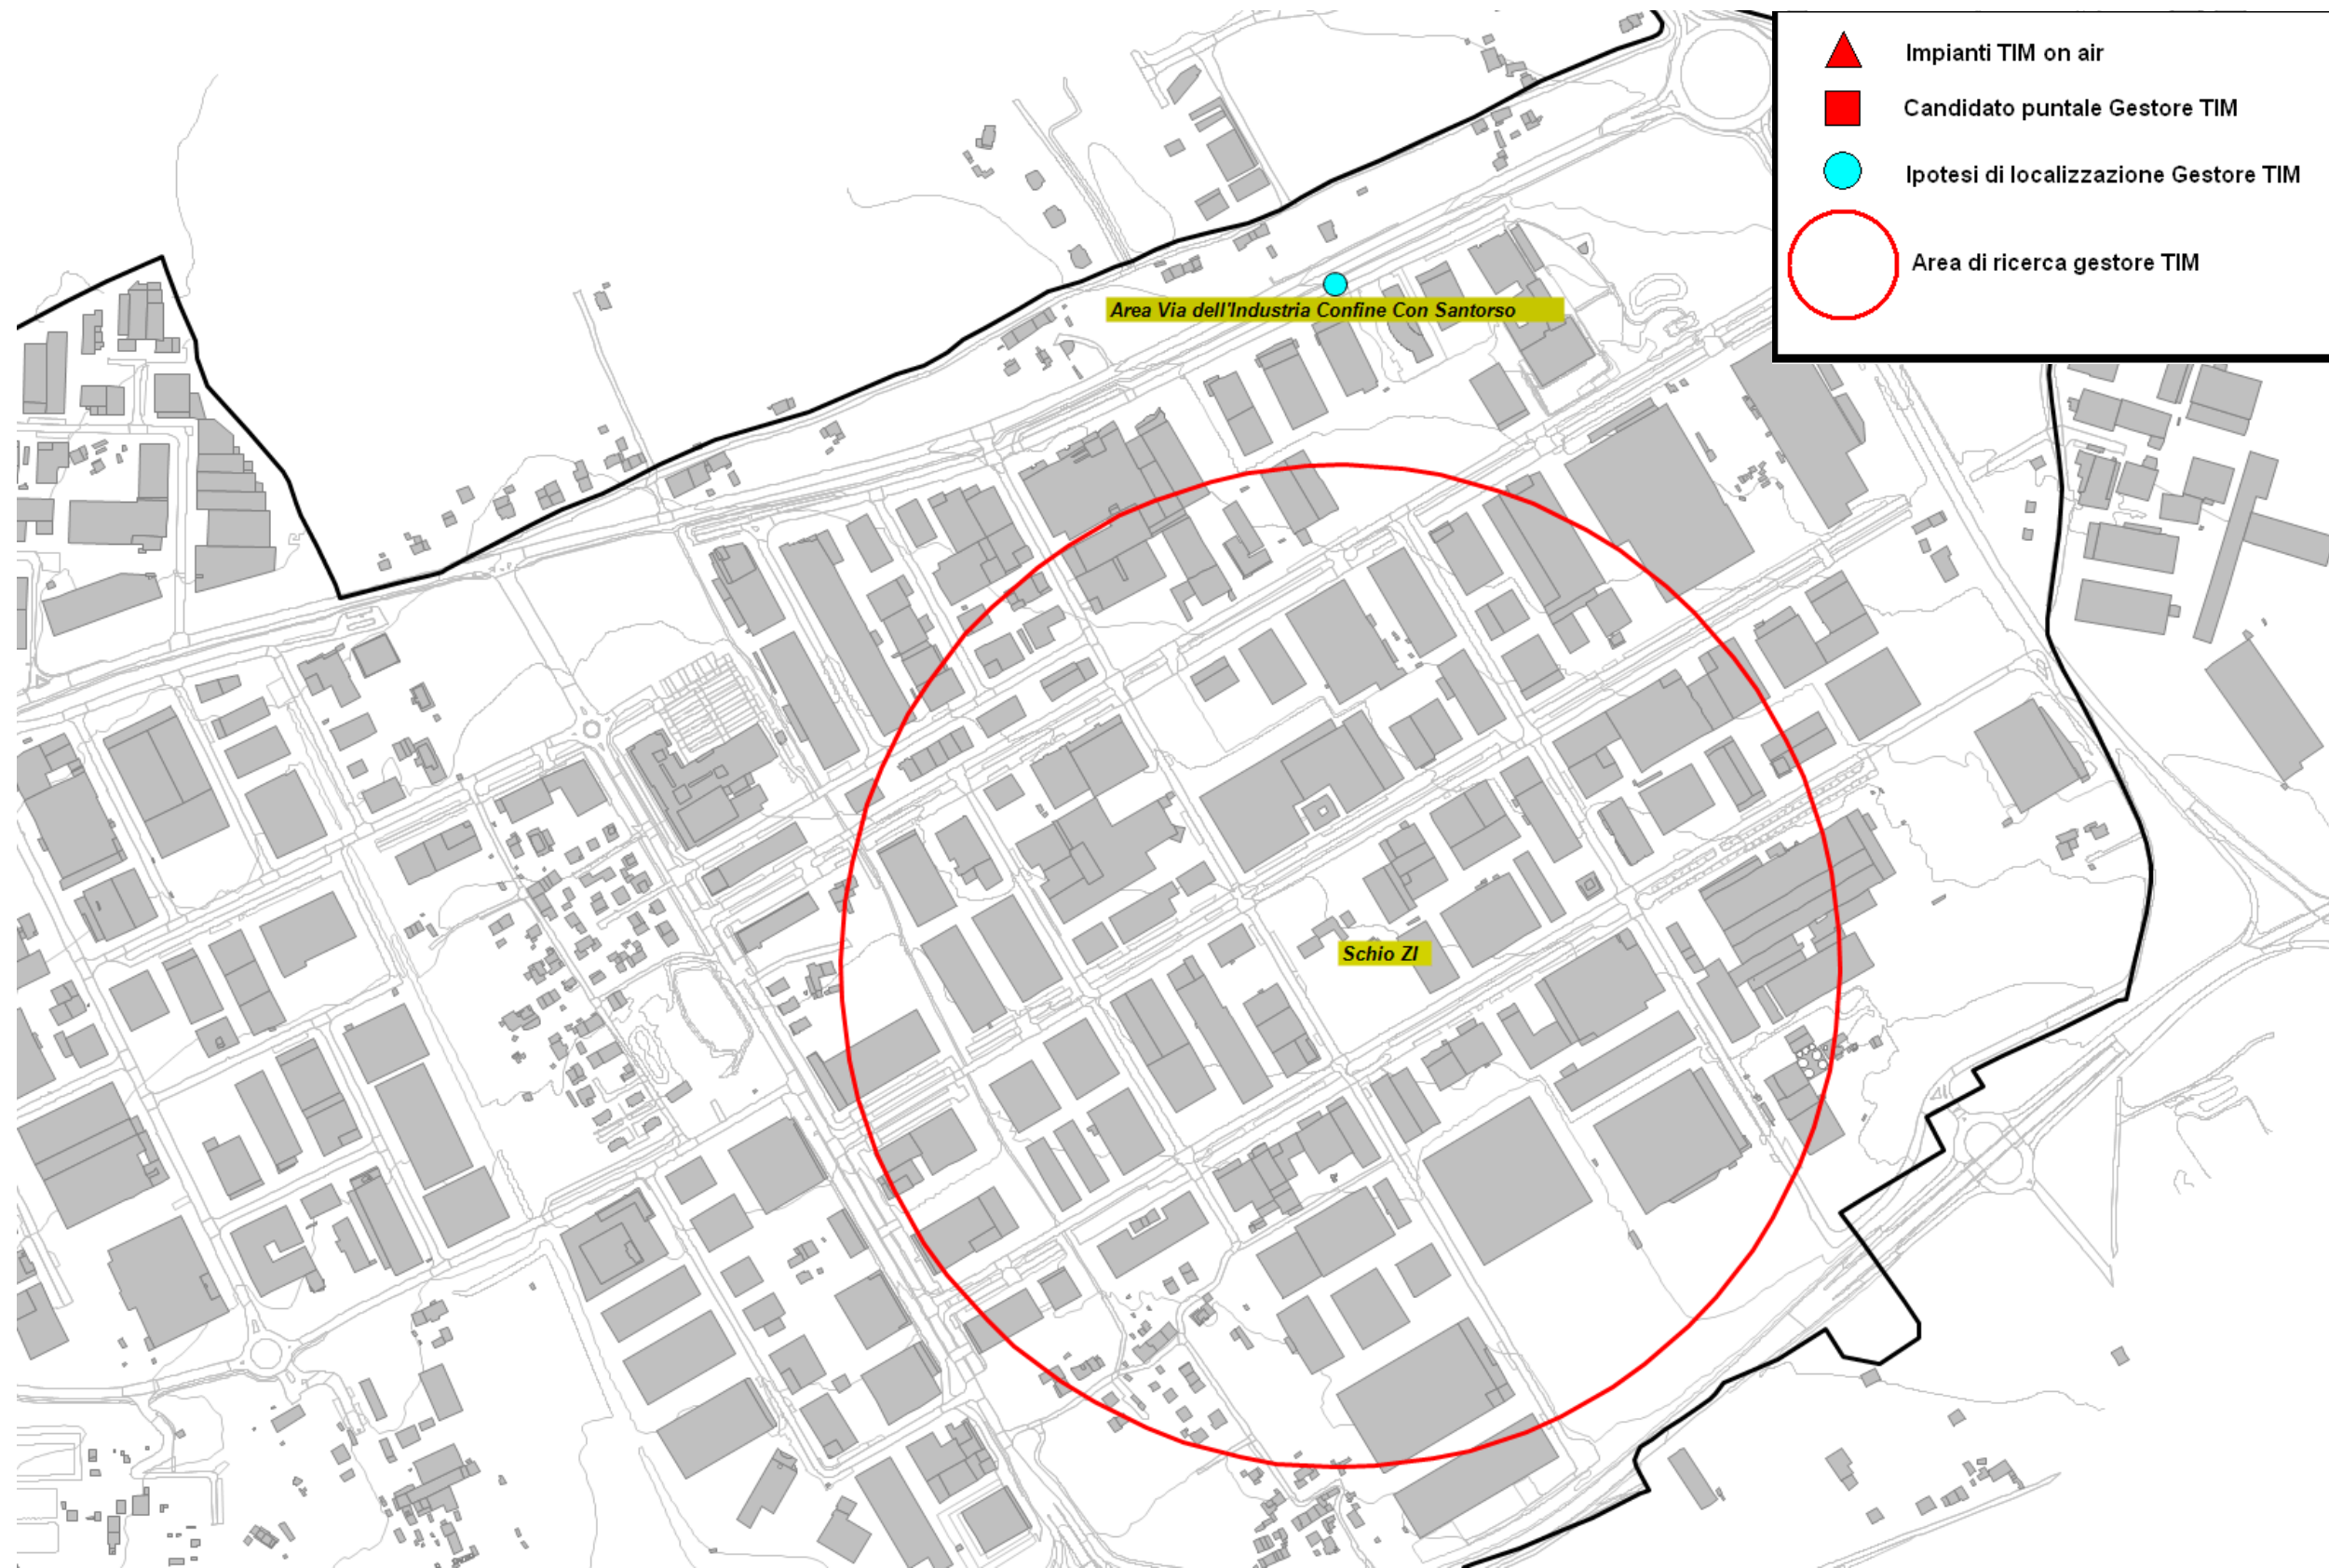 Impianti TIM on air
Candidato puntale Gestore TIM
Ipotesi di localizzazione Gestore TIM
Area di ricerca gestore TIM
Area Via dell'Industria Confine Con Santorso
Schio ZI